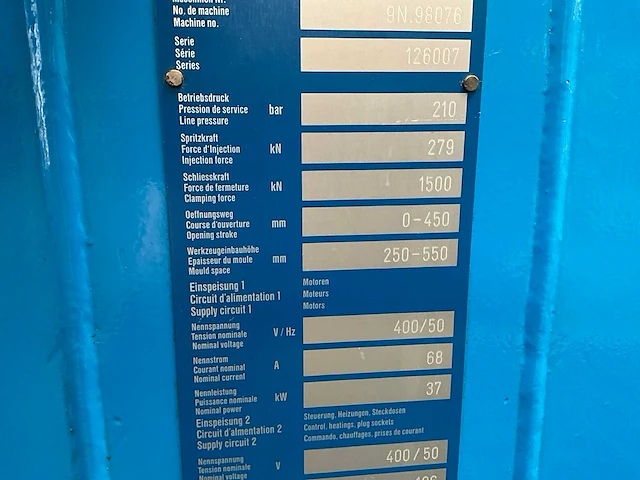 No. de machine
Machine no.
9N.98076
Serie
Série
Series
126007
Betriebsdruck
Pression de service
Line pressure
bar
210
Spritzkraft
Force d'Injection
Injection force
kN
279
Schliesskraft
Force de fermeture
Clamping force
kN
1500
Oeffnungsweg
Course d'ouverture
Opening stroke
mm
0-450
Werkzeugeinbauhöhe
Epaisseur du moule
Mould space
mm
250-550
Einspeisung 1
Circuit d'alimentation 1
Supply circuit 1
Motoren
Moteurs
Motors
Nennspannung
Tension nominale
Nominal voltage
V / Hz
400/50
Nennstrom
Courant nominal
Nominal current
A
68
Nennleistung
Puissance nominale
Nominal power
kW
37
Einspeisung 2
Circuit d'alimentation 2
Supply circuit 2
Steuerung, Heizungen, Steckdosen
Control, heatings, plug sockets
Commando, chauffages, prises de courant
Nennspannung
Tension nominale
Nominal voltage
V
400/50